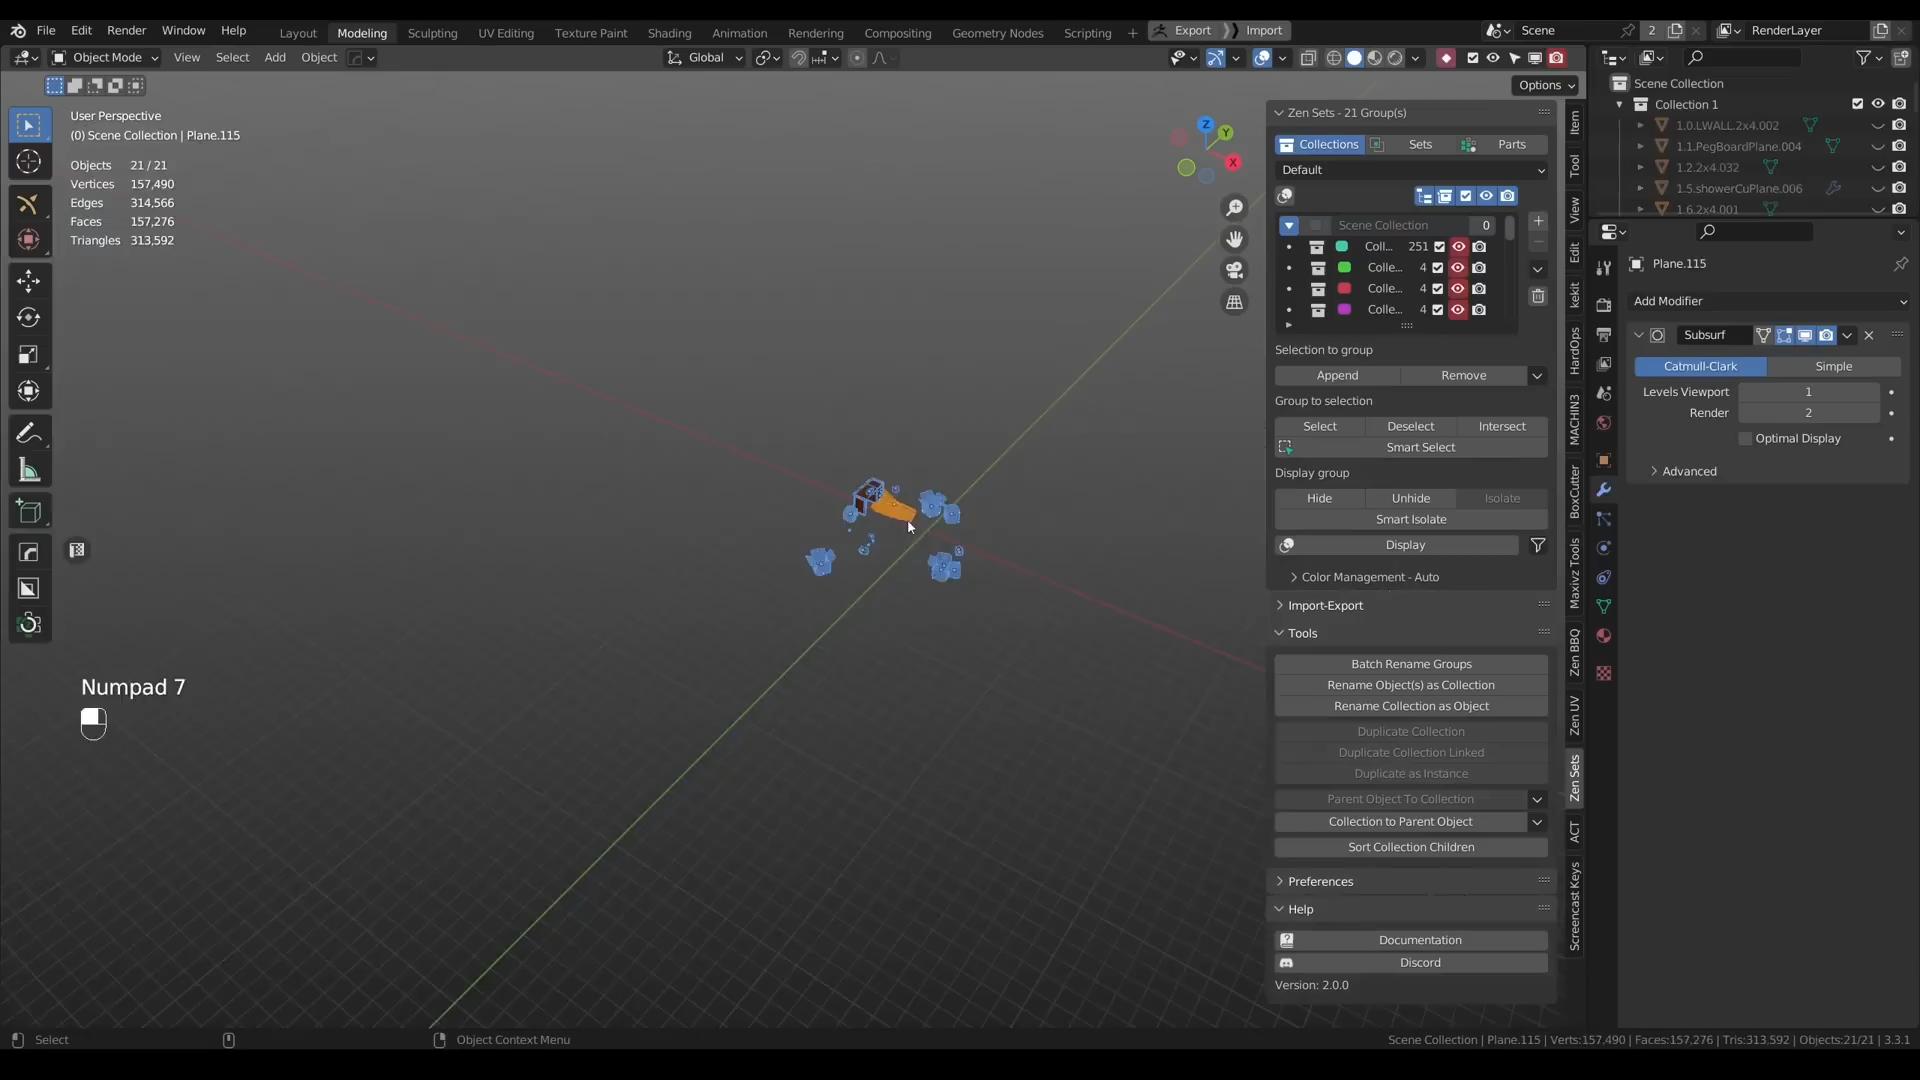 File Edit Render Window Help Layout Modeling Sculpting UV Editing Texture Paint Shading Animation Rendering Compositing Geometry Nodes Scripting + Export Import Scene 2 RenderLayer
Object Mode View Select Add Object Global
Options
User Perspective
(0) Scene Collection | Plane.115
Objects 21 / 21
Vertices 157,490
Edges 314,566
Faces 157,276
Triangles 313,592
Z
Y
X
Numpad 7
Zen Sets - 21 Group(s)
Collections Sets Parts
Default
Scene Collection 0
Coll... 251
Colle... 4
Colle... 4
Colle... 4
Selection to group
Append Remove
Group to selection
Select Deselect Intersect
Smart Select
Display group
Hide Unhide Isolate
Smart Isolate
Display
Color Management - Auto
Import-Export
Tools
Batch Rename Groups
Rename Object(s) as Collection
Rename Collection as Object
Duplicate Collection
Duplicate Collection Linked
Duplicate as Instance
Parent Object To Collection
Collection to Parent Object
Sort Collection Children
Preferences
Help
Documentation
Discord
Version: 2.0.0
Item
Tool
View
Edit
kekit
HardOps
MACHIN3
BoxCutter
Maxivz Tools
Zen BBQ
Zen UV
Zen Sets
ACT
Screencast Keys
Scene Collection
Collection 1
1.0.LWALL.2x4.002
1.1.PegBoardPlane.004
1.2.2x4.032
1.5.showerCuPlane.006
1.6.2x4.001
Plane.115
Add Modifier
Subsurf
Catmull-Clark Simple
Levels Viewport 1
Render 2
Optimal Display
Advanced
Select Object Context Menu Scene Collection | Plane.115 | Verts:157,490 | Faces:157,276 | Tris:313,592 | Objects:21/21 | 3.3.1